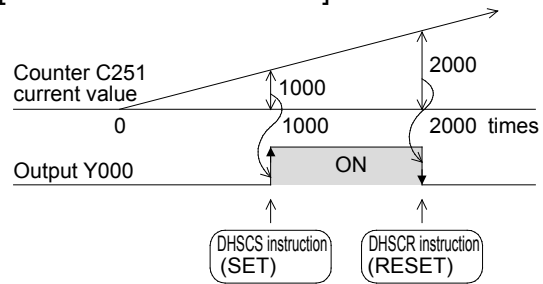 Counter C251
current value
1000
2000
0
1000
2000 times
Output Y000
ON
DHSCS instruction
(SET)
DHSCR instruction
(RESET)